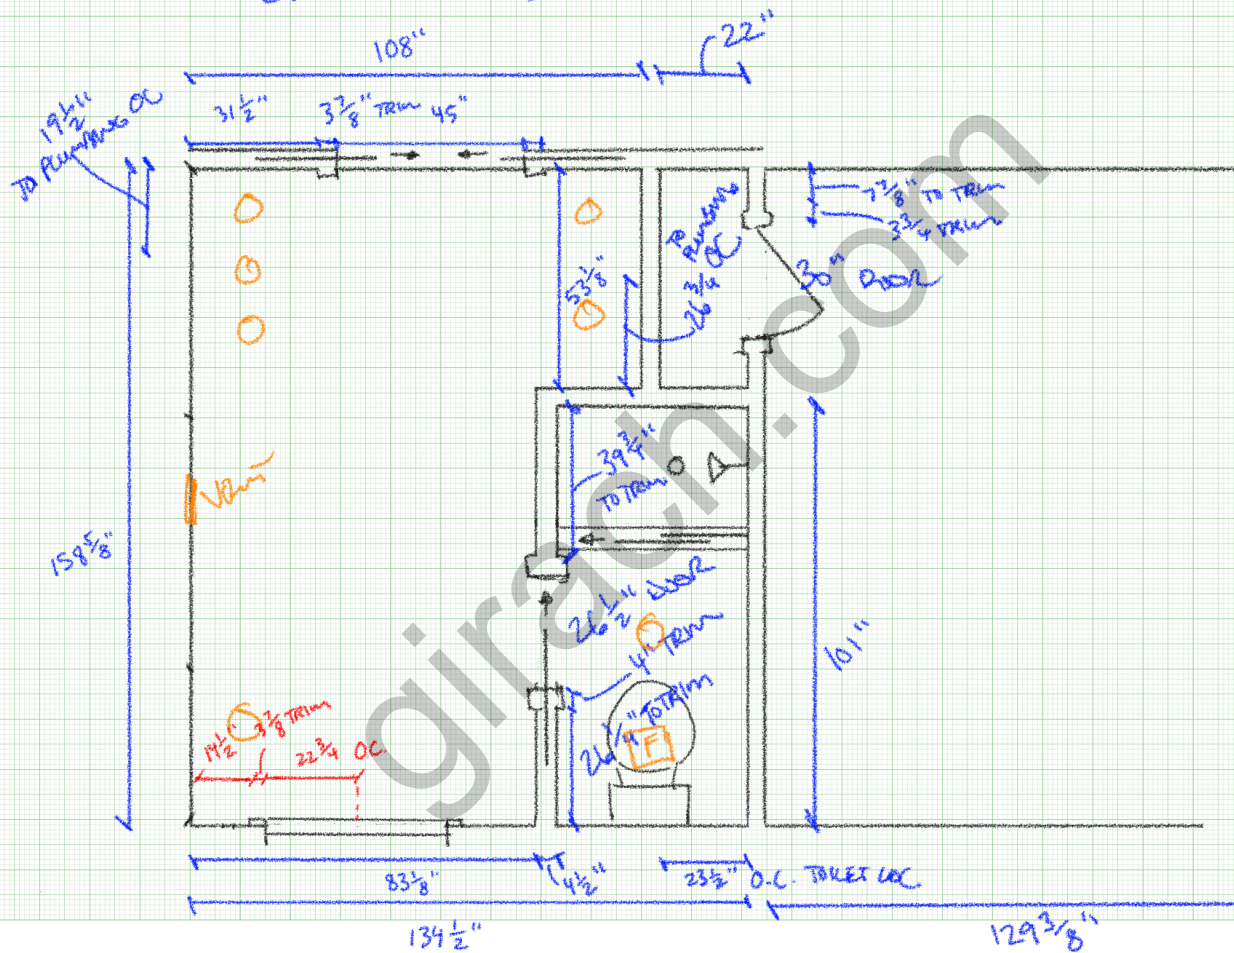 108"
22"
31 1/2"
3 7/8" TRIM
45"
19 1/2"
TO PLUMBING OC
7 3/8" TO TRIM
3 3/4 TRIM
TO
PLUMBING
OC
26 3/4
53 1/8"
30" DOOR
39 3/4"
TO TRIM
VENT
158 5/8"
26 1/2" DOOR
4" TRIM
26 1/4" TO TRIM
F
101"
14 1/2"
3 7/8 TRIM
22 3/4 O.C.
83 1/8"
4 1/2"
23 1/2" O.C. TOILET LOC.
134 1/2"
129 3/8"
girach.com